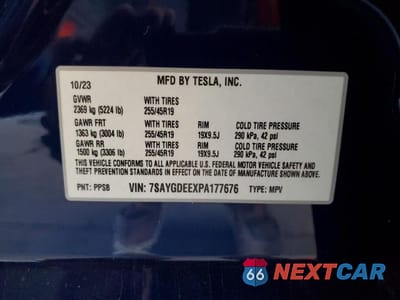 MFD BY TESLA, INC.
10/23
GVWR WITH TIRES
2369 kg (5224 lb) 255/45R19
GAWR FRT WITH TIRES RIM COLD TIRE PRESSURE
1363 kg (3004 lb) 255/45R19 19X9.5J 290 kPa, 42 psi
GAWR RR WITH TIRES RIM COLD TIRE PRESSURE
1500 kg (3306 lb) 255/45R19 19X9.5J 290 kPa, 42 psi
THIS VEHICLE CONFORMS TO ALL APPLICABLE U.S. FEDERAL MOTOR VEHICLE SAFETY AND
THEFT PREVENTION STANDARDS IN EFFECT ON THE DATE OF MANUFACTURE SHOWN ABOVE.
PNT: PPSB VIN: 7SAYGDEEXPA177676 TYPE: MPV
66 NEXTCAR